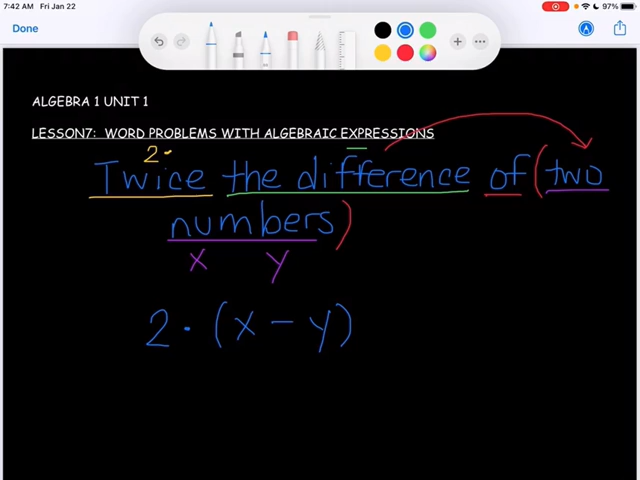 7:42 AM Fri Jan 22 97%
Done
ALGEBRA 1 UNIT 1
LESSON7: WORD PROBLEMS WITH ALGEBRAIC EXPRESSIONS
2 · —
Twice the difference of (two
numbers)
x y
2 · (x - y)